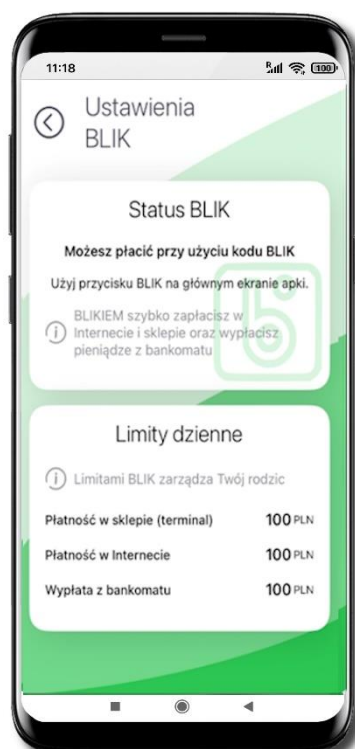 11:18
R
100
Ustawienia
BLIK
Status BLIK
Możesz płacić przy użyciu kodu BLIK
Użyj przycisku BLIK na głównym ekranie apki.
BLIKIEM szybko zapłacisz w
Internecie i sklepie oraz wypłacisz
pieniądze z bankomatu
Limity dzienne
Limitami BLIK zarządza Twój rodzic
Płatność w sklepie (terminal) 100 PLN
Płatność w Internecie 100 PLN
Wypłata z bankomatu 100 PLN